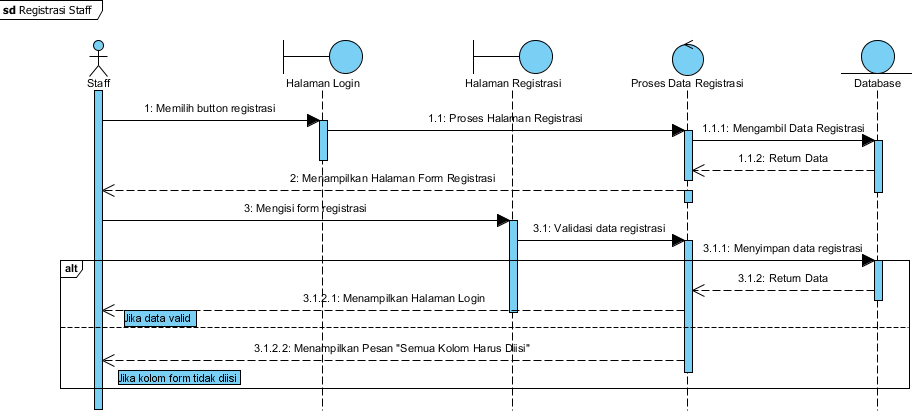 sd Registrasi Staff
Staff
Halaman Login
Halaman Registrasi
Proses Data Registrasi
Database
1: Memilih button registrasi
1.1: Proses Halaman Registrasi
1.1.1: Mengambil Data Registrasi
1.1.2: Return Data
2: Menampilkan Halaman Form Registrasi
3: Mengisi form registrasi
3.1: Validasi data registrasi
3.1.1: Menyimpan data registrasi
alt
3.1.2: Return Data
3.1.2.1: Menampilkan Halaman Login
Jika data valid
3.1.2.2: Menampilkan Pesan "Semua Kolom Harus Diisi"
Jika kolom form tidak diisi